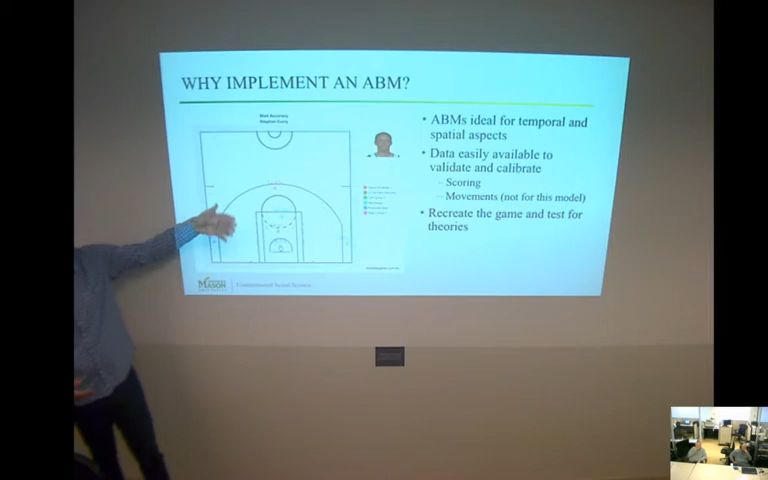 WHY IMPLEMENT AN ABM?
Shot Accuracy
Stephen Curry
• ABMs ideal for temporal and
spatial aspects
• Data easily available to
validate and calibrate
– Scoring
– Movements (not for this model)
• Recreate the game and test for
theories
MASON
Computational Social Science